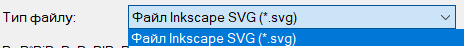 Тип файлу: Файл Inkscape SVG (*.svg)
Файл Inkscape SVG (*.svg)